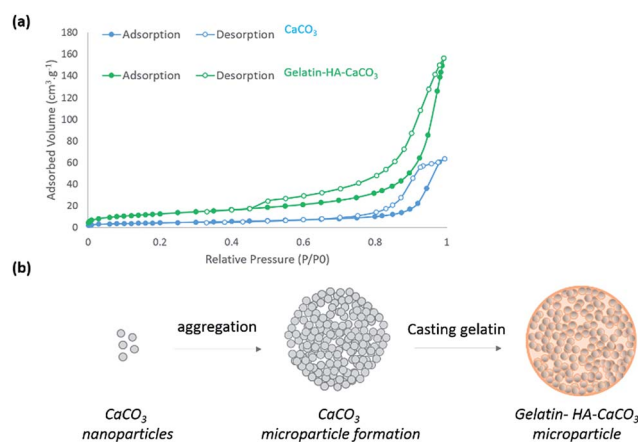 (a)
Adsorption Desorption CaCO₃
Adsorption Desorption Gelatin-HA-CaCO₃
180
160
140
120
100
80
60
40
20
0
Adsorbed Volume (cm³.g⁻¹)
0 0.2 0.4 0.6 0.8 1
Relative Pressure (P/P0)
(b)
aggregation
Casting gelatin
CaCO₃
nanoparticles
CaCO₃
microparticle formation
Gelatin- HA-CaCO₃
microparticle